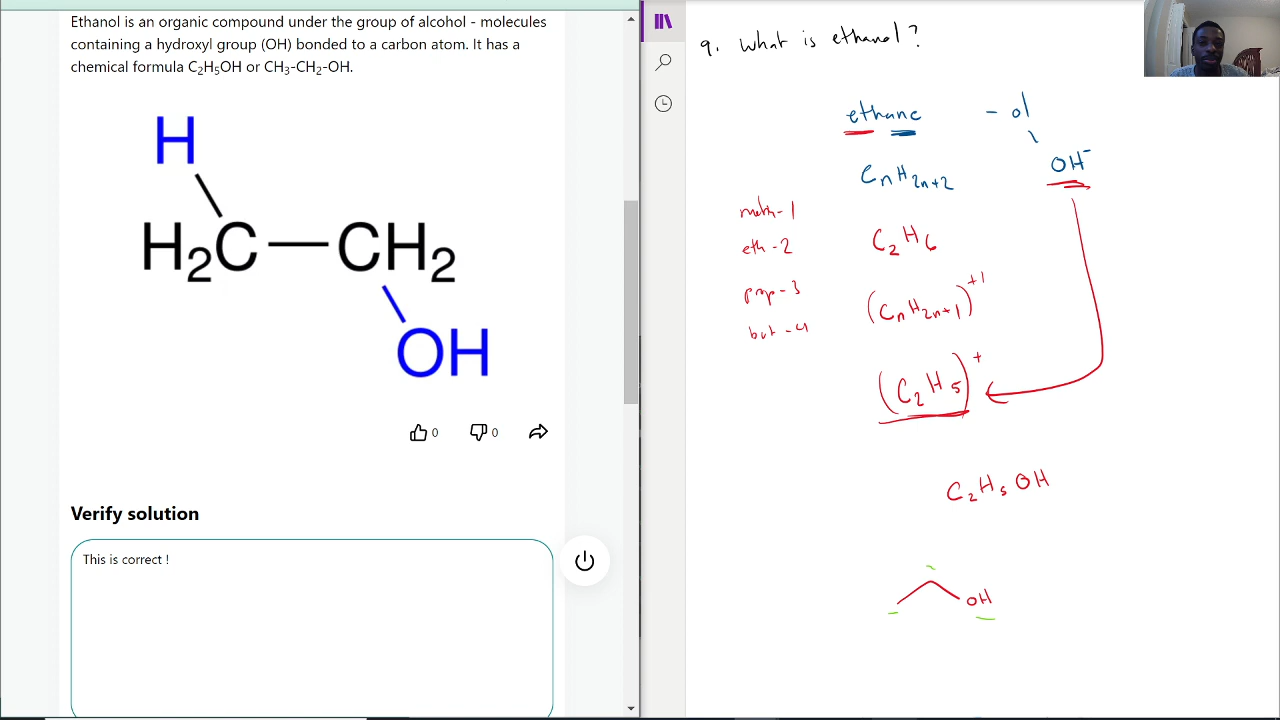 Ethanol is an organic compound under the group of alcohol - molecules
containing a hydroxyl group (OH) bonded to a carbon atom. It has a
chemical formula C₂H₅OH or CH₃-CH₂-OH.
H
H₂C — CH₂
OH
0 0
Verify solution
This is correct !
9. What is ethanol?
ethane - ol
OH⁻
CₙH₂ₙ₊₂
meth-1
eth-2
prop-3
but-4
C₂H₆
(CₙH₂ₙ₊₁)⁺¹
(C₂H₅)⁺
C₂H₅OH
OH